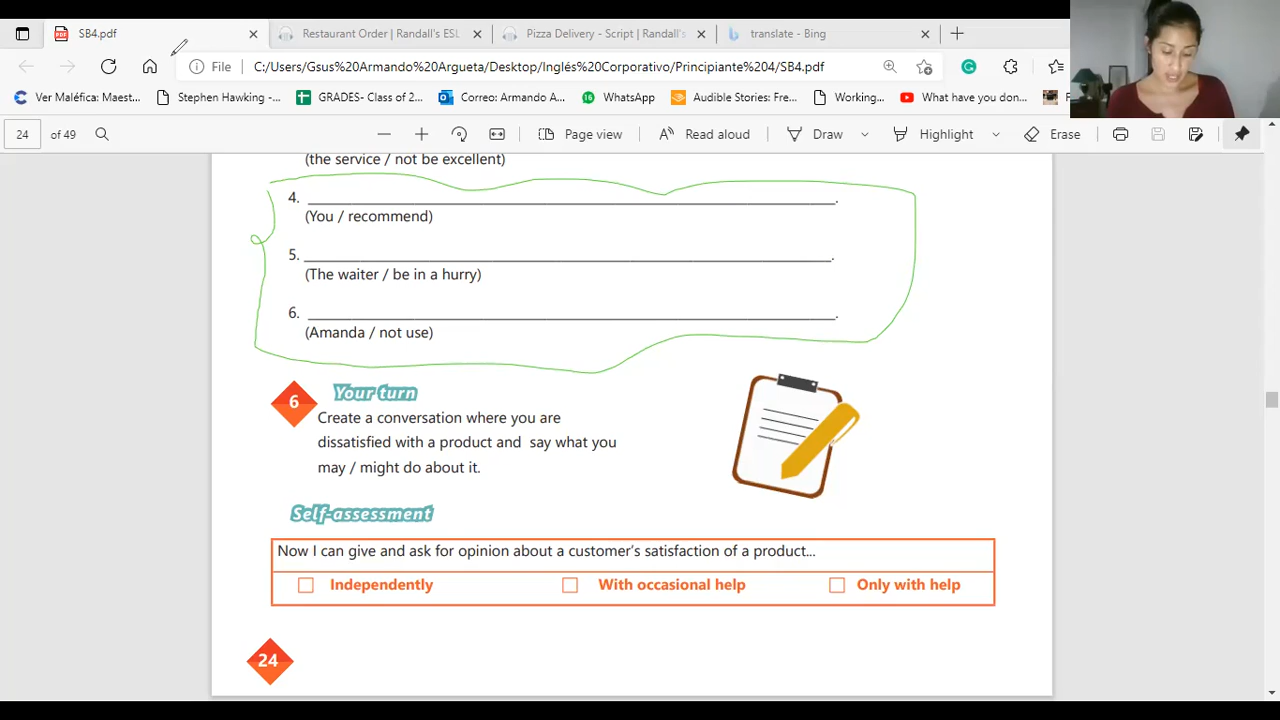 SB4.pdf
Restaurant Order | Randall's ESL
Pizza Delivery - Script | Randall's
translate - Bing
File
C:/Users/Gsus%20Armando%20Argueta/Desktop/Inglés%20Corporativo/Principiante%204/SB4.pdf
Ver Maléfica: Maest...
Stephen Hawking -...
GRADES- Class of 2...
Correo: Armando A...
16
WhatsApp
Audible Stories: Fre...
Working...
What have you don...
24
of 49
Page view
Read aloud
Draw
Highlight
Erase
(the service / not be excellent)
4. ______________________________.
(You / recommend)
5. ______________________________.
(The waiter / be in a hurry)
6. ______________________________.
(Amanda / not use)
6
Your turn
Create a conversation where you are
dissatisfied with a product and say what you
may / might do about it.
Self-assessment
Now I can give and ask for opinion about a customer's satisfaction of a product...
Independently
With occasional help
Only with help
24